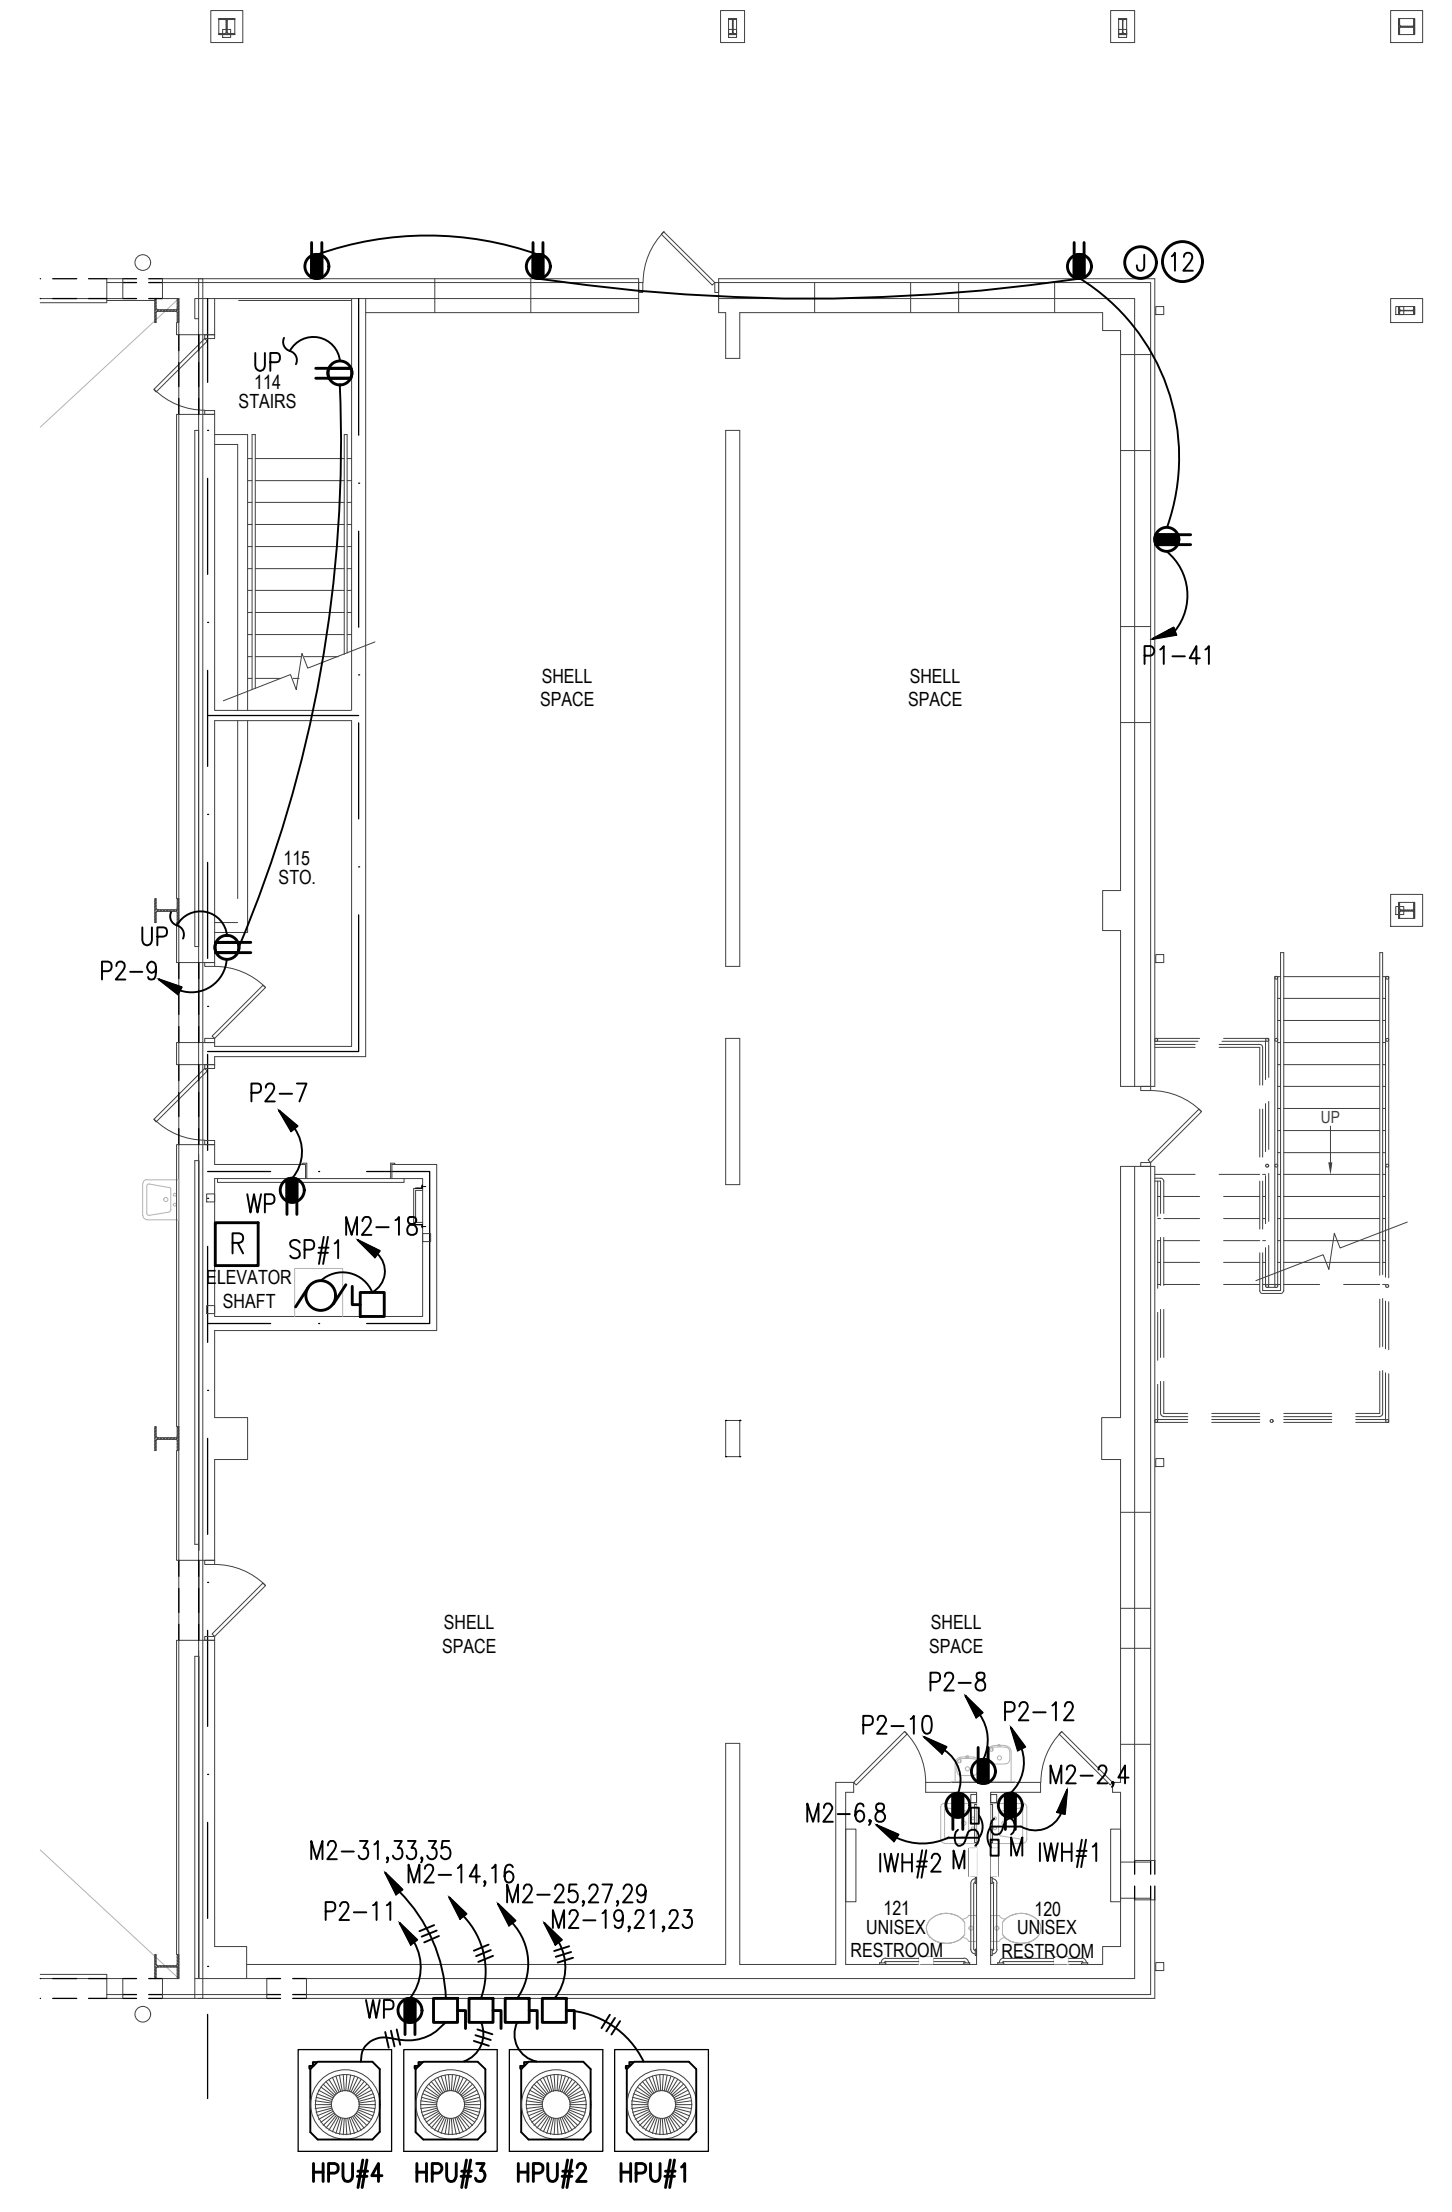 J
12
UP
114
STAIRS
P1-41
SHELL
SPACE
SHELL
SPACE
115
STO.
UP
P2-9
P2-7
UP
WP
R
SP#1
M2-18
ELEVATOR
SHAFT
SHELL
SPACE
SHELL
SPACE
P2-8
P2-10
P2-12
M2-2,4
M2-6,8
S
M
S
M
IWH#2
IWH#1
121
UNISEX
RESTROOM
120
UNISEX
RESTROOM
M2-31,33,35
M2-14,16
M2-25,27,29
P2-11
M2-19,21,23
WP
HPU#4
HPU#3
HPU#2
HPU#1